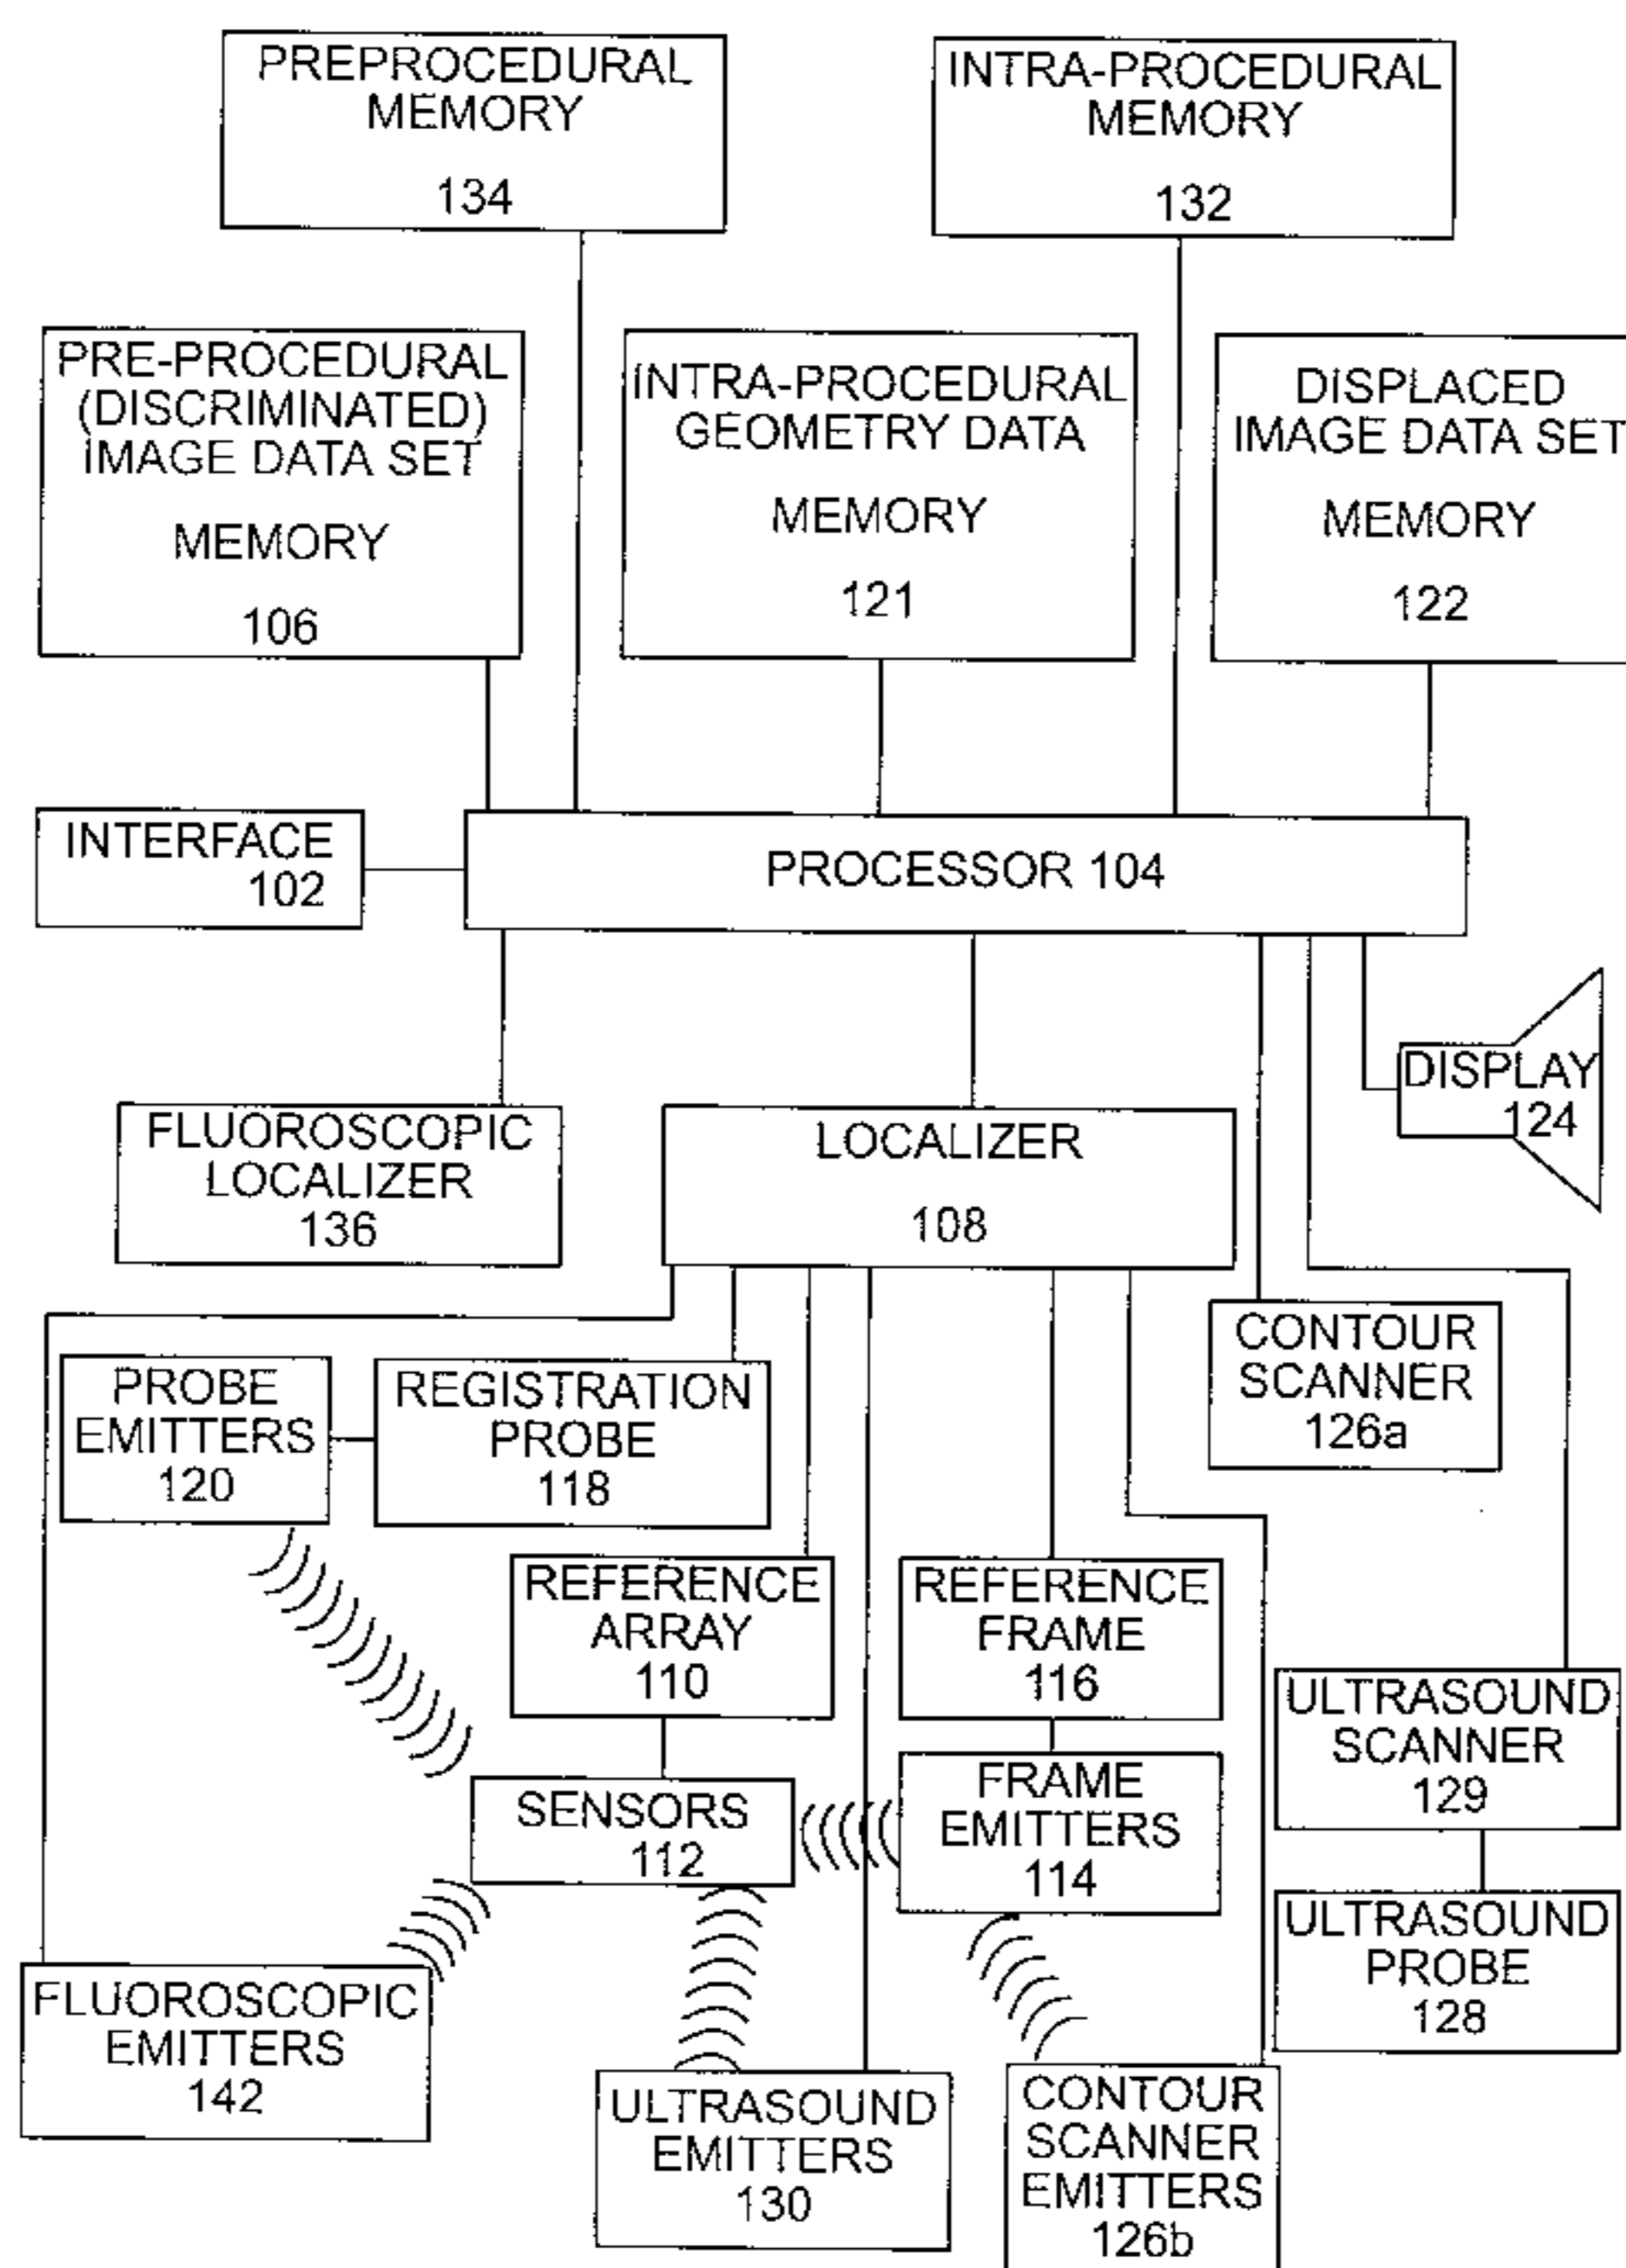 PREPROCEDURAL
MEMORY
134
INTRA-PROCEDURAL
MEMORY
132
PRE-PROCEDURAL
(DISCRIMINATED)
IMAGE DATA SET
MEMORY
106
INTRA-PROCEDURAL
GEOMETRY DATA
MEMORY
121
DISPLACED
IMAGE DATA SET
MEMORY
122
INTERFACE
102
PROCESSOR 104
DISPLAY
124
FLUOROSCOPIC
LOCALIZER
136
LOCALIZER
108
CONTOUR
SCANNER
126a
PROBE
EMITTERS
120
REGISTRATION
PROBE
118
REFERENCE
ARRAY
110
REFERENCE
FRAME
116
ULTRASOUND
SCANNER
129
SENSORS
112
FRAME
EMITTERS
114
ULTRASOUND
PROBE
128
FLUOROSCOPIC
EMITTERS
142
ULTRASOUND
EMITTERS
130
CONTOUR
SCANNER
EMITTERS
126b